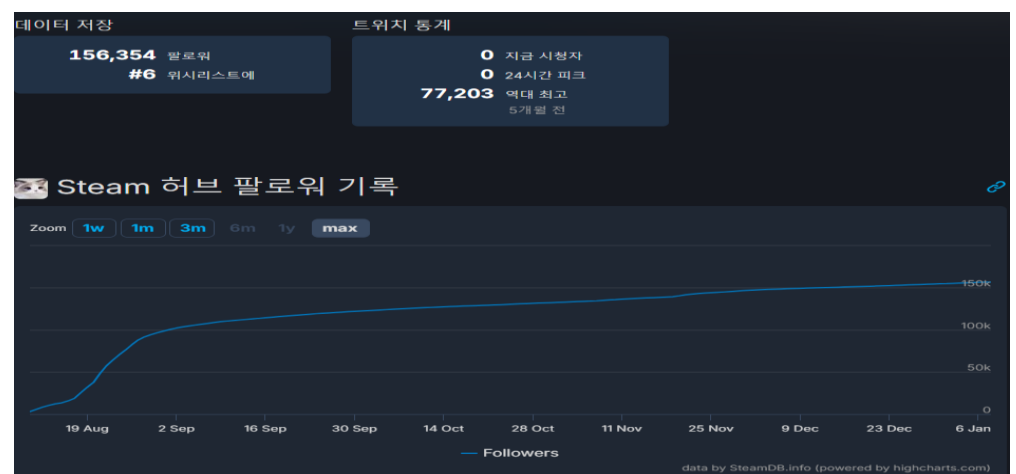 데이터 저장
156,354 팔로워
#6 위시리스트에
트위치 통계
0 지금 시청자
0 24시간 피크
77,203 역대 최고
5개월 전
Steam 허브 팔로워 기록
Zoom 1w 1m 3m 6m 1y max
150k
100k
50k
0
19 Aug 2 Sep 16 Sep 30 Sep 14 Oct 28 Oct 11 Nov 25 Nov 9 Dec 23 Dec 6 Jan
Followers
data by SteamDB.info (powered by highcharts.com)